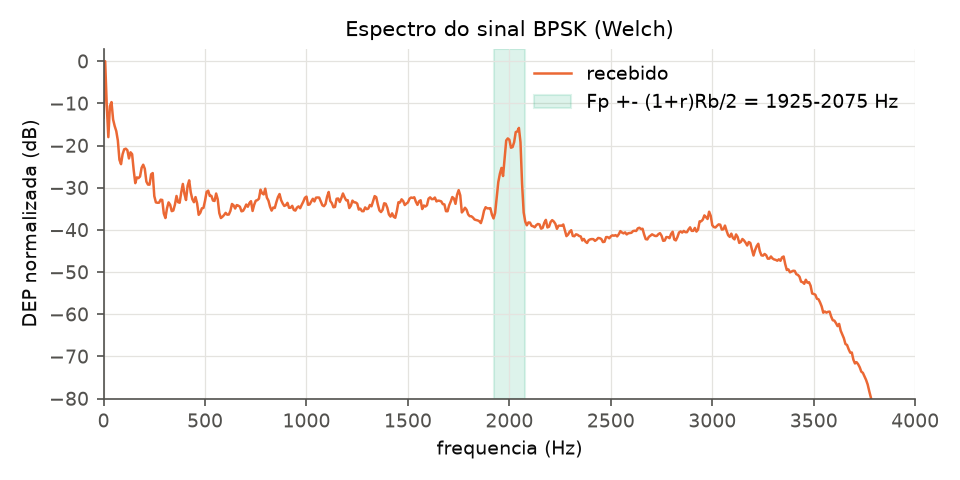 Espectro do sinal BPSK (Welch)
recebido
Fp +- (1+r)Rb/2 = 1925-2075 Hz
DEP normalizada (dB)
0
−10
−20
−30
−40
−50
−60
−70
−80
0 500 1000 1500 2000 2500 3000 3500 4000
frequencia (Hz)